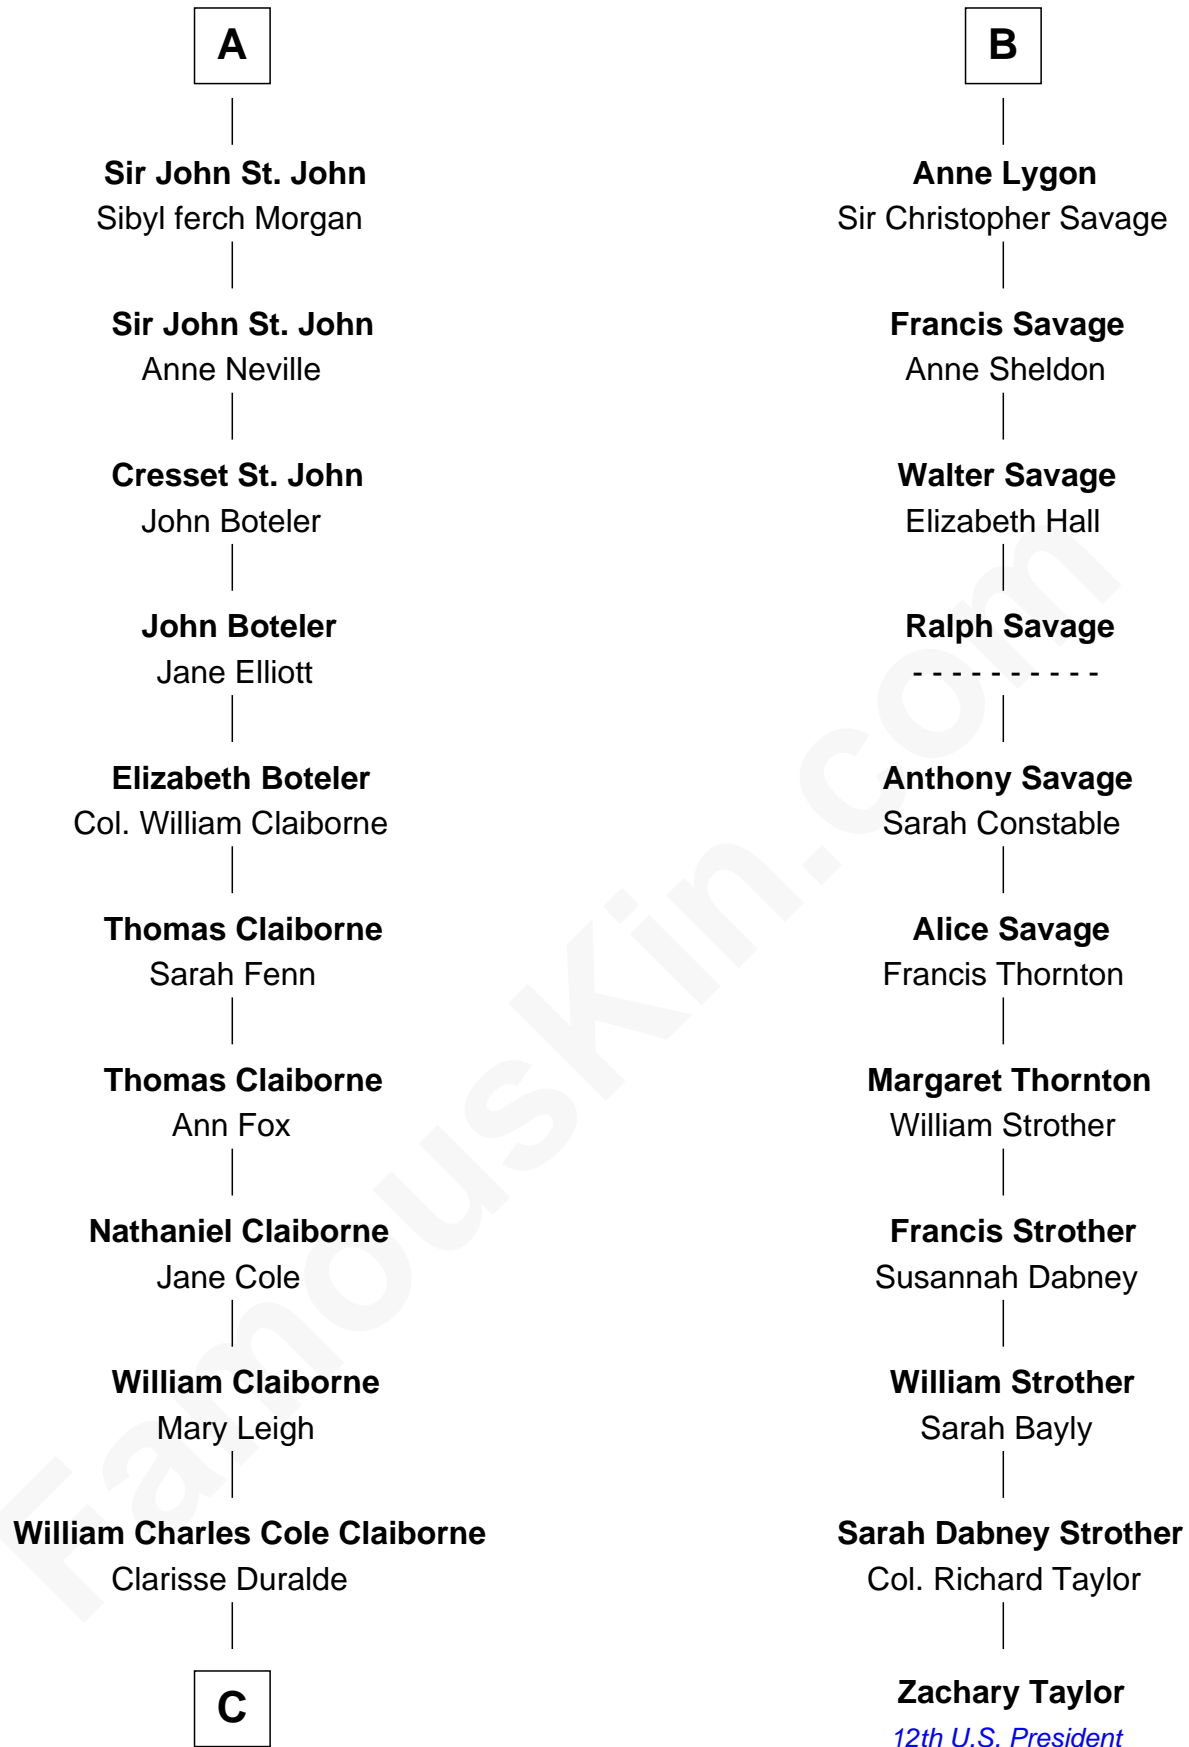 A
Sir John St. John
Sibyl ferch Morgan
Sir John St. John
Anne Neville
Cresset St. John
John Boteler
John Boteler
Jane Elliott
Elizabeth Boteler
Col. William Claiborne
Thomas Claiborne
Sarah Fenn
Thomas Claiborne
Ann Fox
Nathaniel Claiborne
Jane Cole
William Claiborne
Mary Leigh
William Charles Cole Claiborne
Clarisse Duralde
C
B
Anne Lygon
Sir Christopher Savage
Francis Savage
Anne Sheldon
Walter Savage
Elizabeth Hall
Ralph Savage
- - - - - - - - - -
Anthony Savage
Sarah Constable
Alice Savage
Francis Thornton
Margaret Thornton
William Strother
Francis Strother
Susannah Dabney
William Strother
Sarah Bayly
Sarah Dabney Strother
Col. Richard Taylor
Zachary Taylor
12th U.S. President
FamousKin.com